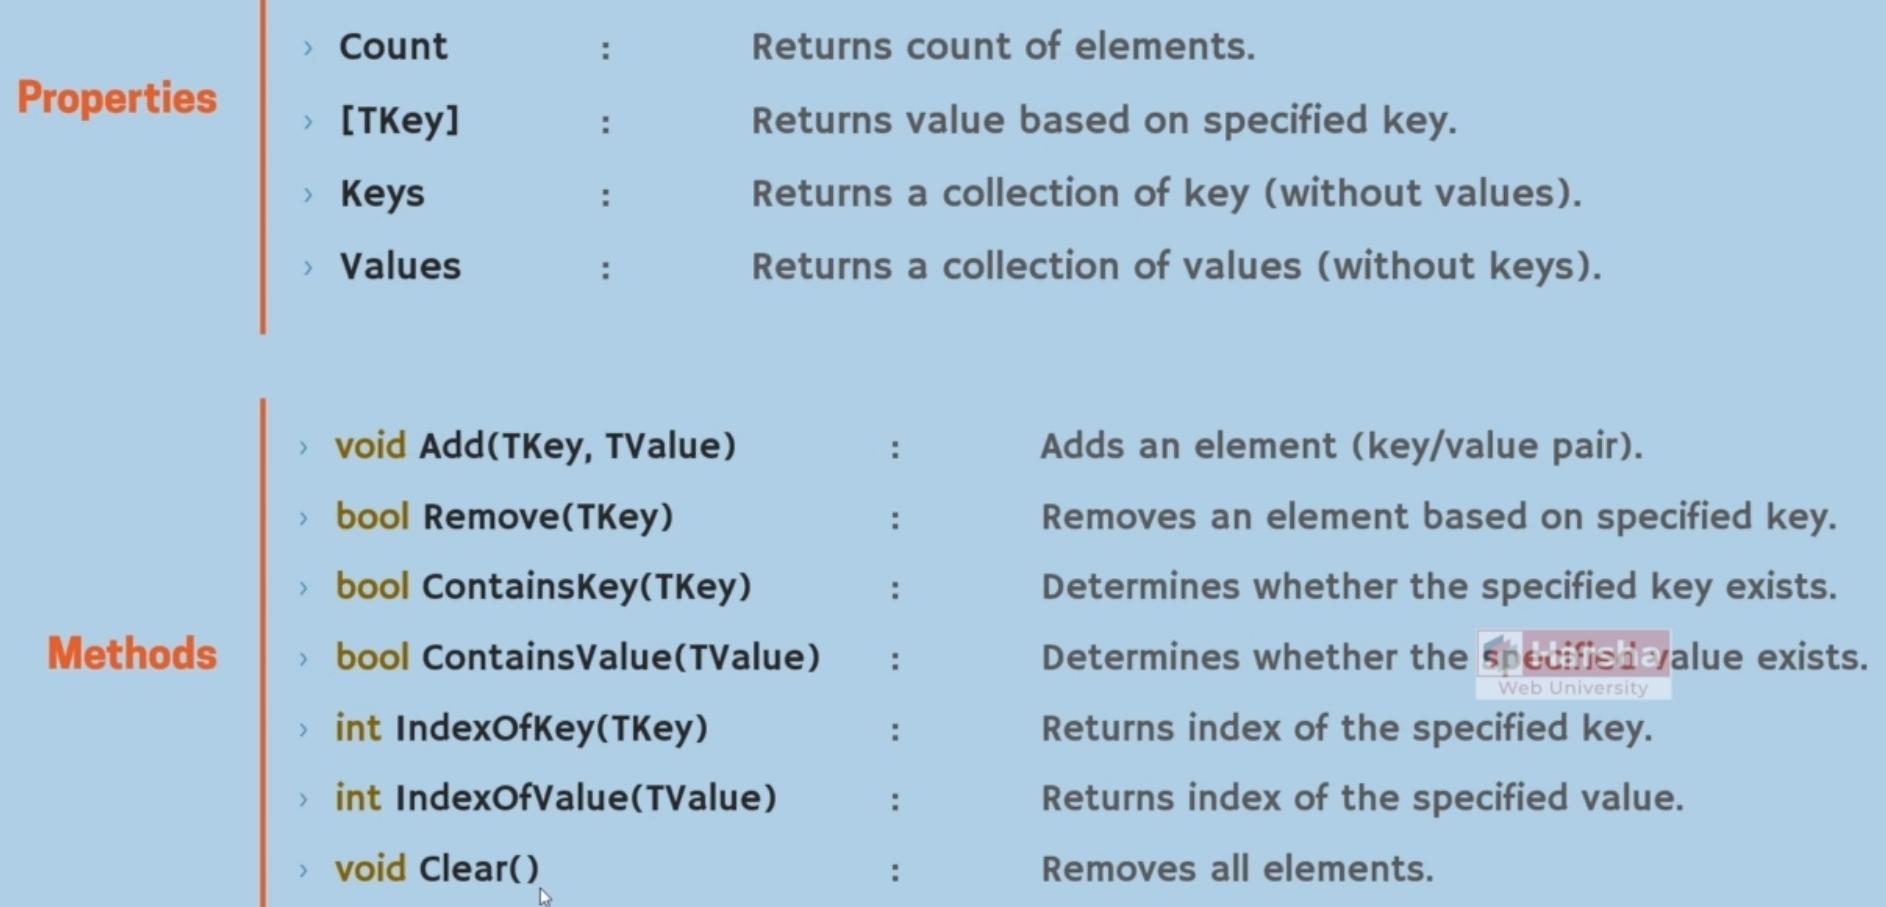 Properties
› Count : Returns count of elements.
› [TKey] : Returns value based on specified key.
› Keys : Returns a collection of key (without values).
› Values : Returns a collection of values (without keys).
Methods
› void Add(TKey, TValue) : Adds an element (key/value pair).
› bool Remove(TKey) : Removes an element based on specified key.
› bool ContainsKey(TKey) : Determines whether the specified key exists.
› bool ContainsValue(TValue) : Determines whether the specified value exists.
Harsha
Web University
› int IndexOfKey(TKey) : Returns index of the specified key.
› int IndexOfValue(TValue) : Returns index of the specified value.
› void Clear() : Removes all elements.